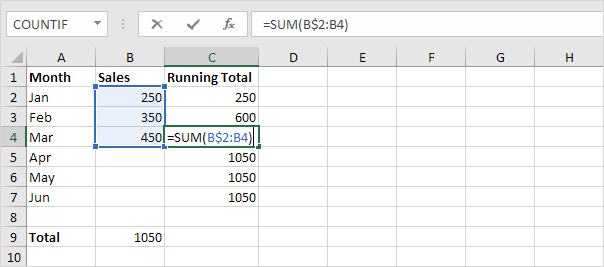 COUNTIF =SUM(B$2:B4)
A B C D E F G H
1 Month Sales Running Total
2 Jan 250 250
3 Feb 350 600
4 Mar 450 =SUM(B$2:B4)
5 Apr 1050
6 May 1050
7 Jun 1050
8
9 Total 1050
10